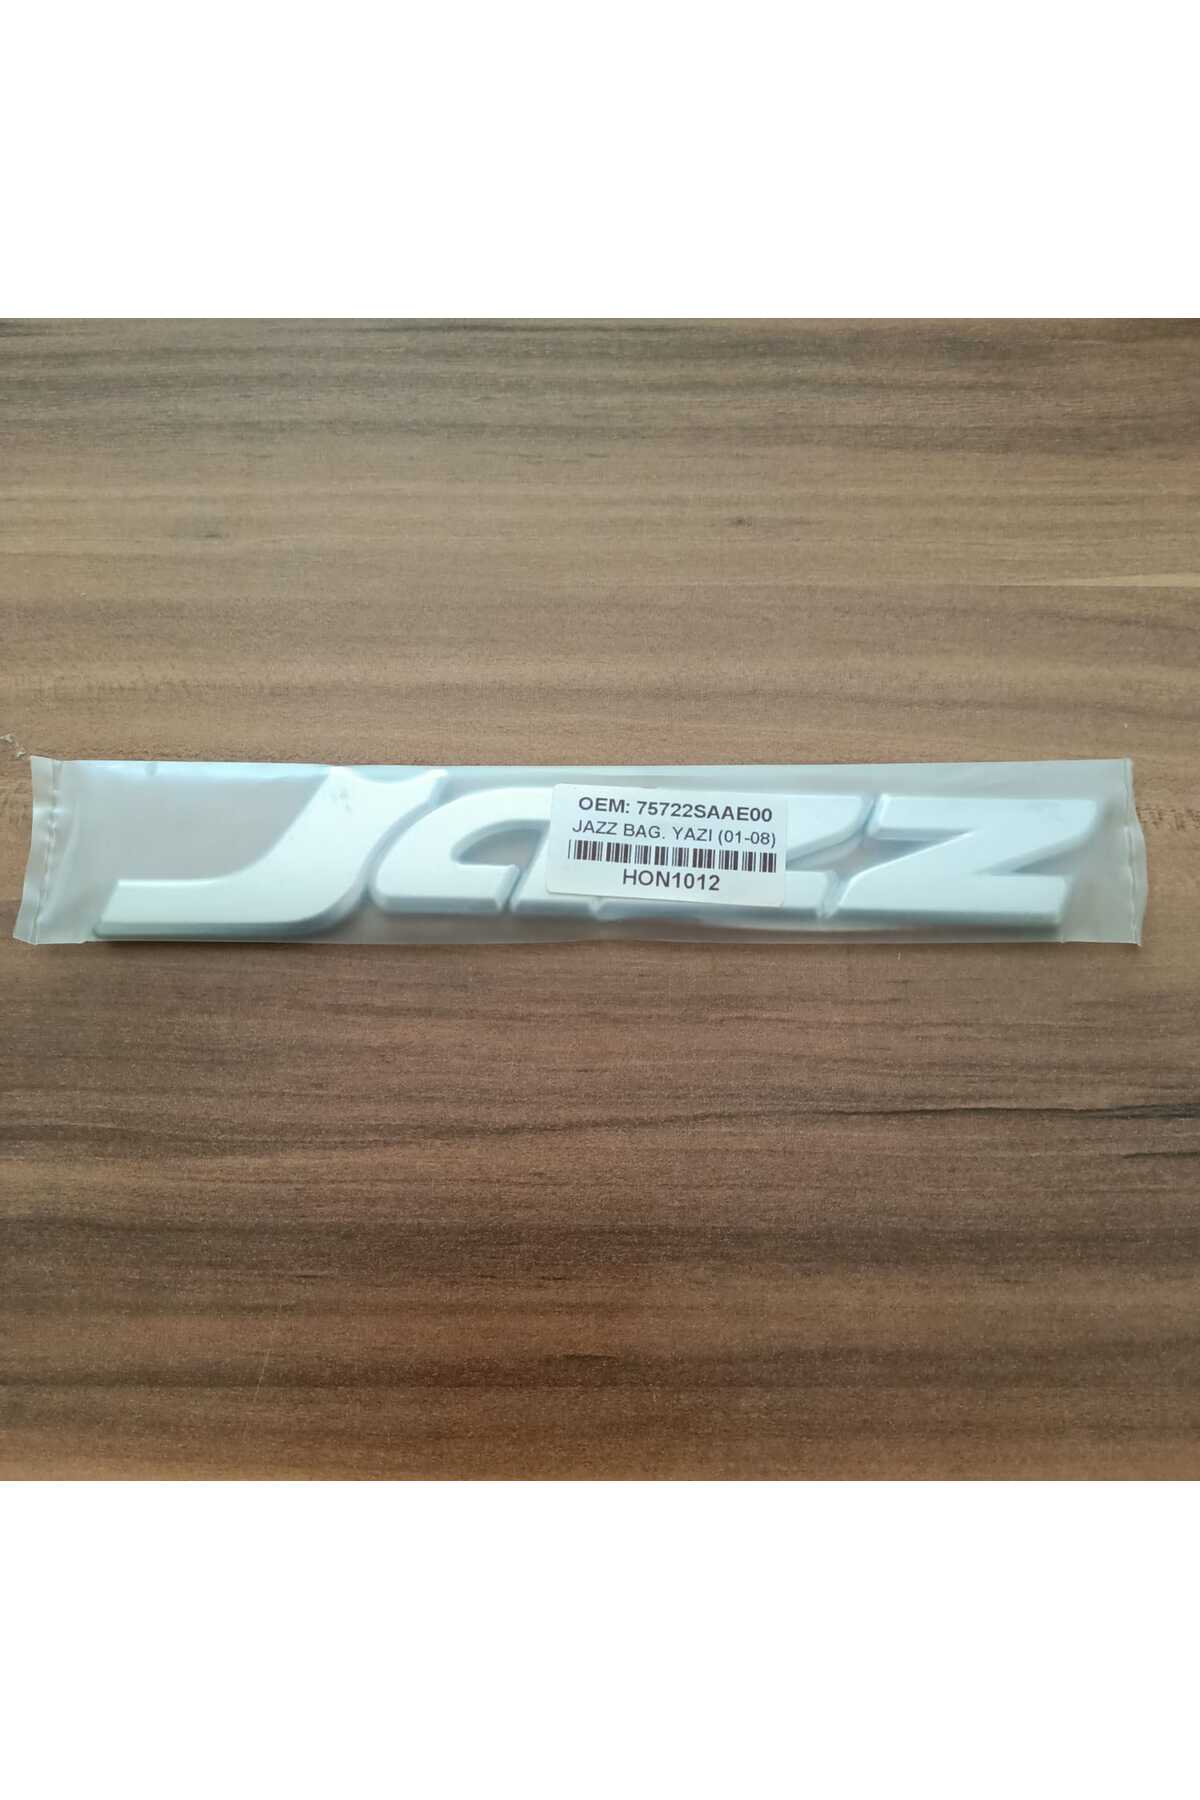 Jazz
OEM: 75722SAAE00
JAZZ BAG. YAZI (01-08)
HON1012